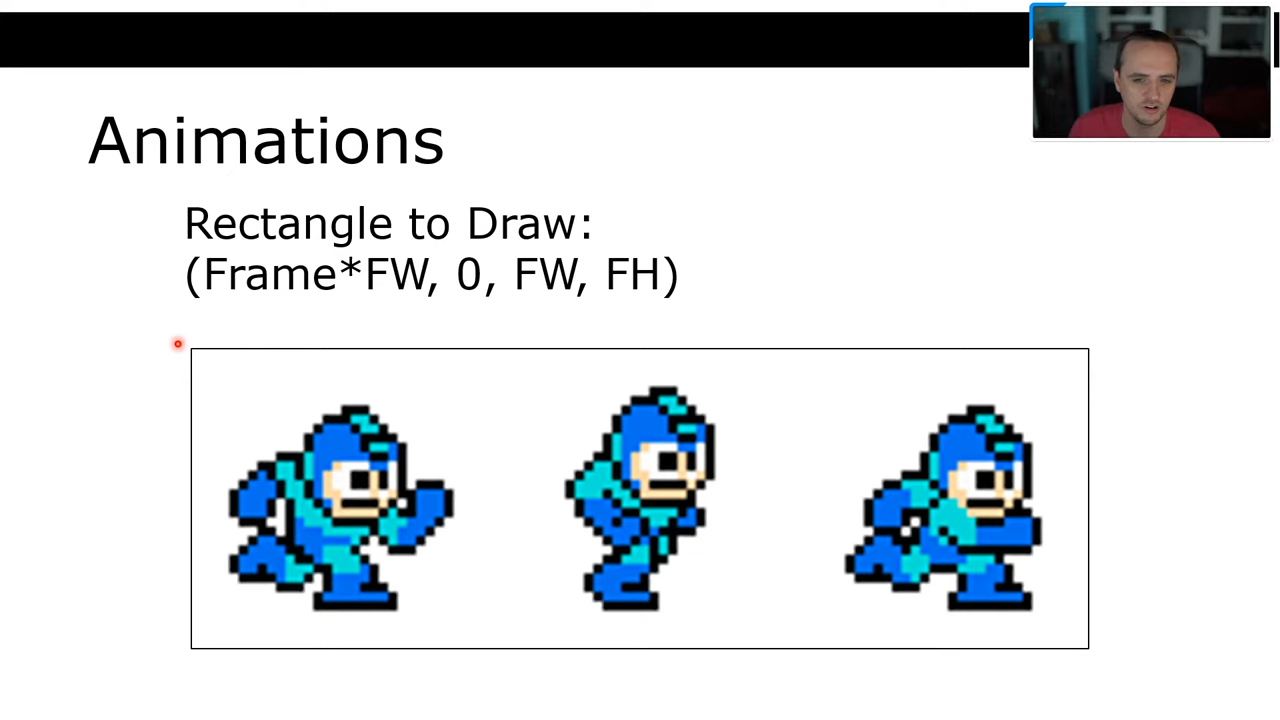 Animations
Rectangle to Draw:
(Frame*FW, 0, FW, FH)